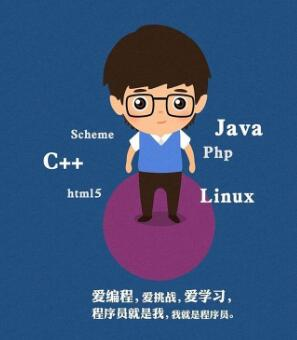 Scheme
Java
C++
Php
html5
Linux
爱编程，爱挑战，爱学习，
程序员就是我，我就是程序员。